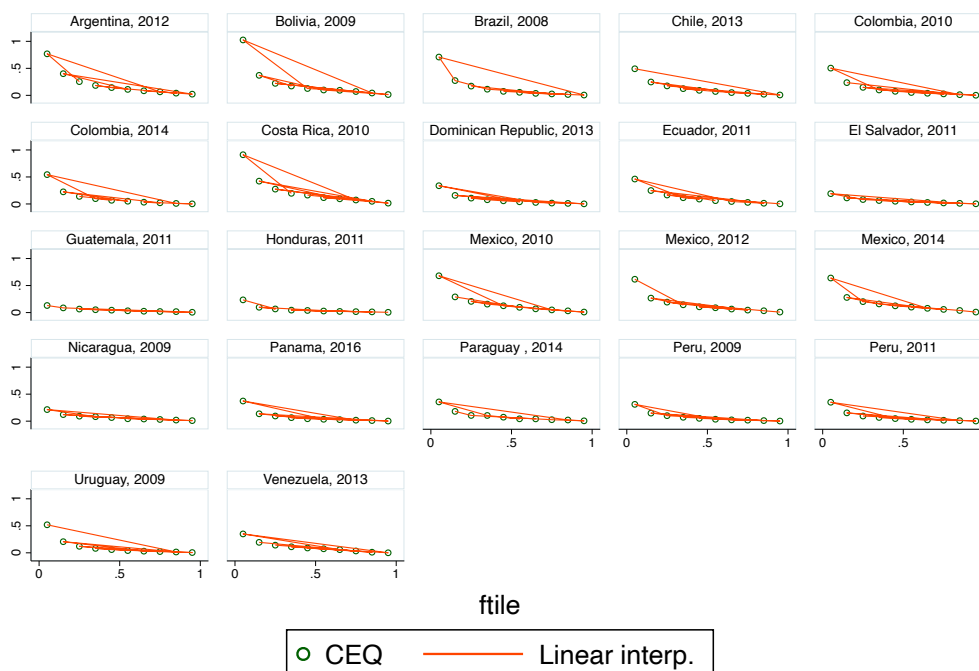 Argentina, 2012 Bolivia, 2009 Brazil, 2008 Chile, 2013 Colombia, 2010
0 .5 1
Colombia, 2014 Costa Rica, 2010 Dominican Republic, 2013 Ecuador, 2011 El Salvador, 2011
0 .5 1
Guatemala, 2011 Honduras, 2011 Mexico, 2010 Mexico, 2012 Mexico, 2014
0 .5 1
Nicaragua, 2009 Panama, 2016 Paraguay , 2014 Peru, 2009 Peru, 2011
0 .5 1
0 .5 1 0 .5 1 0 .5 1
Uruguay, 2009 Venezuela, 2013
0 .5 1
0 .5 1 0 .5 1
ftile
CEQ Linear interp.